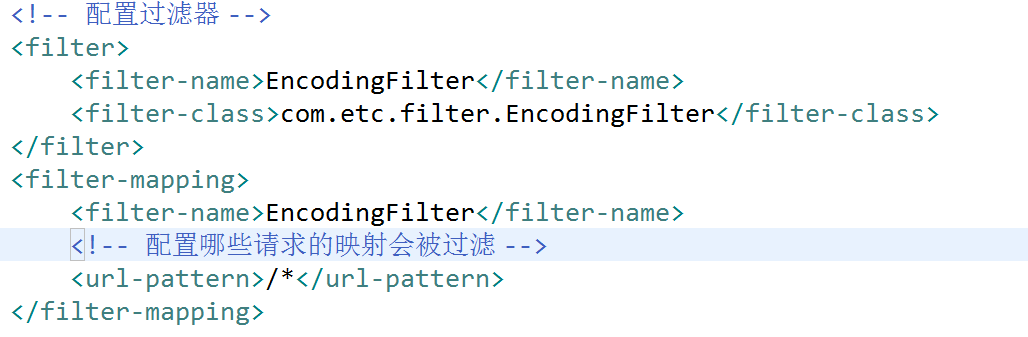 <!-- 配置过滤器 -->
<filter>
    <filter-name>EncodingFilter</filter-name>
    <filter-class>com.etc.filter.EncodingFilter</filter-class>
</filter>
<filter-mapping>
    <filter-name>EncodingFilter</filter-name>
    <!-- 配置哪些请求的映射会被过滤 -->
    <url-pattern>/*</url-pattern>
</filter-mapping>